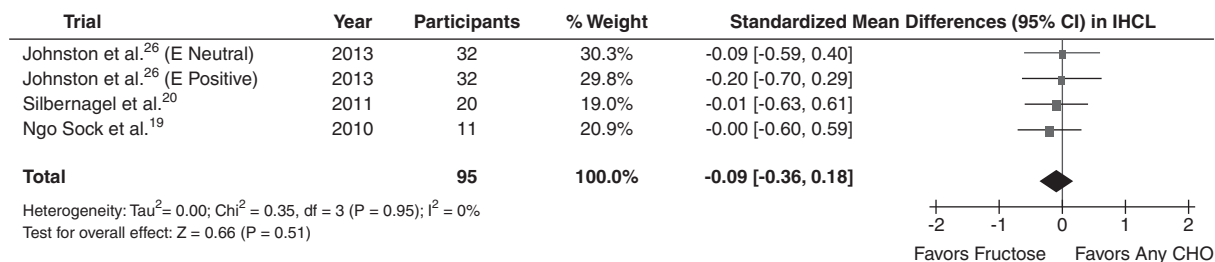 Trial Year Participants % Weight Standardized Mean Differences (95% CI) in IHCL
Johnston et al.26 (E Neutral) 2013 32 30.3% -0.09 [-0.59, 0.40]
Johnston et al.26 (E Positive) 2013 32 29.8% -0.20 [-0.70, 0.29]
Silbernagel et al.20 2011 20 19.0% -0.01 [-0.63, 0.61]
Ngo Sock et al.19 2010 11 20.9% -0.00 [-0.60, 0.59]
Total 95 100.0% -0.09 [-0.36, 0.18]
Heterogeneity: Tau2= 0.00; Chi2 = 0.35, df = 3 (P = 0.95); I2 = 0%
Test for overall effect: Z = 0.66 (P = 0.51)
-2 -1 0 1 2
Favors Fructose Favors Any CHO